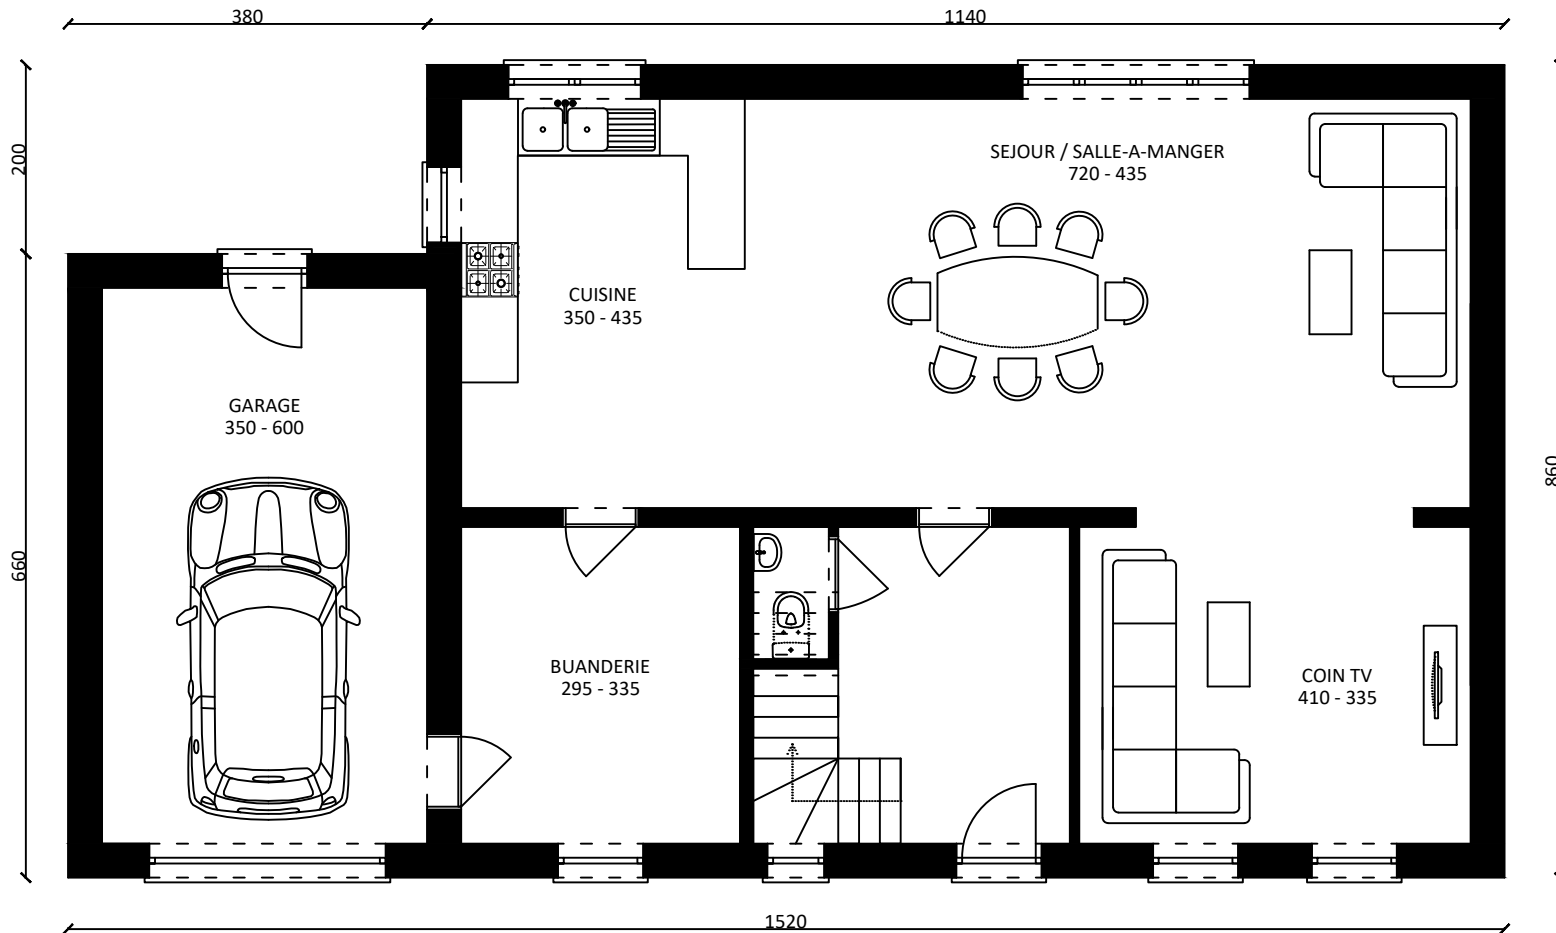 380
1140
200
SEJOUR / SALLE-A-MANGER
720 - 435
CUISINE
350 - 435
GARAGE
350 - 600
860
660
BUANDERIE
295 - 335
COIN TV
410 - 335
1520